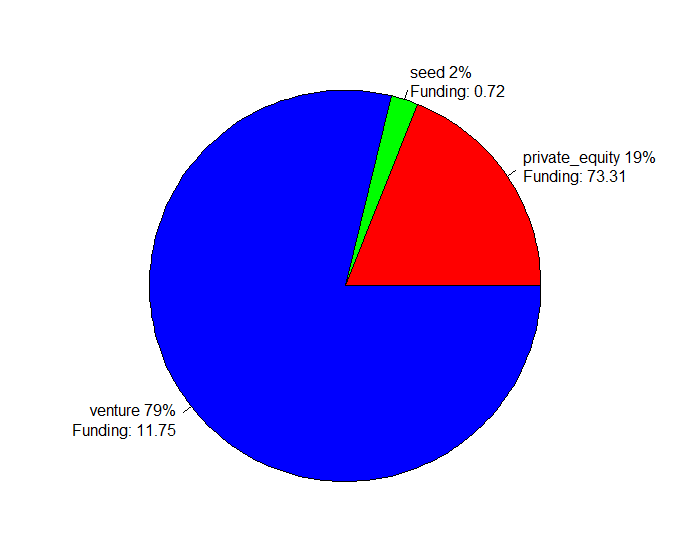 seed 2%
Funding: 0.72
private_equity 19%
Funding: 73.31
venture 79%
Funding: 11.75